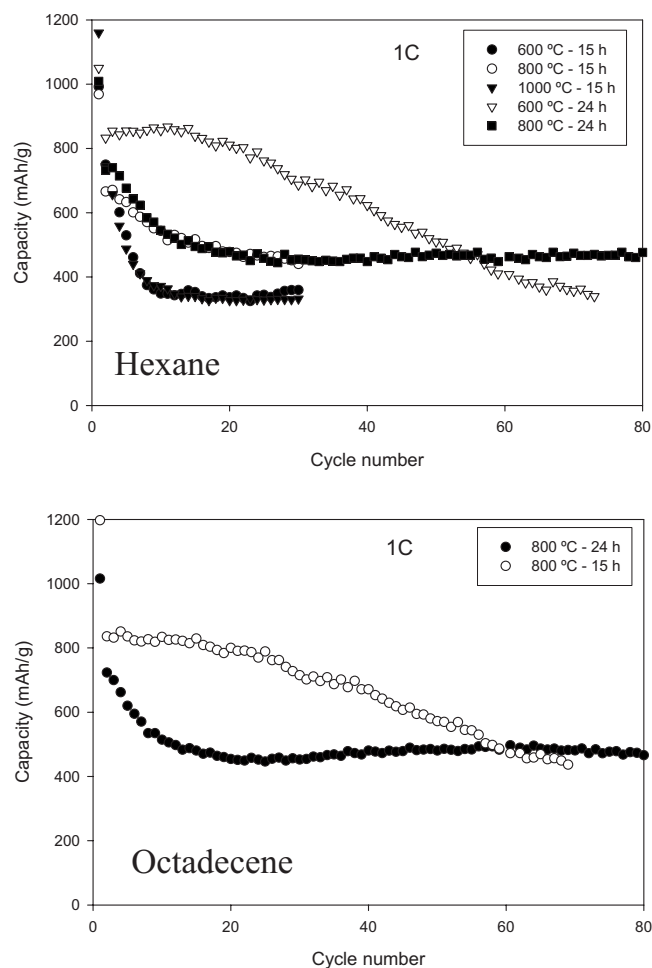 1200
1C
600 ºC - 15 h
800 ºC - 15 h
1000 ºC - 15 h
600 ºC - 24 h
800 ºC - 24 h
1000
800
600
400
200
0
Capacity (mAh/g)
Hexane
0 20 40 60 80
Cycle number
1200
1C
800 ºC - 24 h
800 ºC - 15 h
1000
800
600
400
200
0
Capacity (mAh/g)
Octadecene
0 20 40 60 80
Cycle number